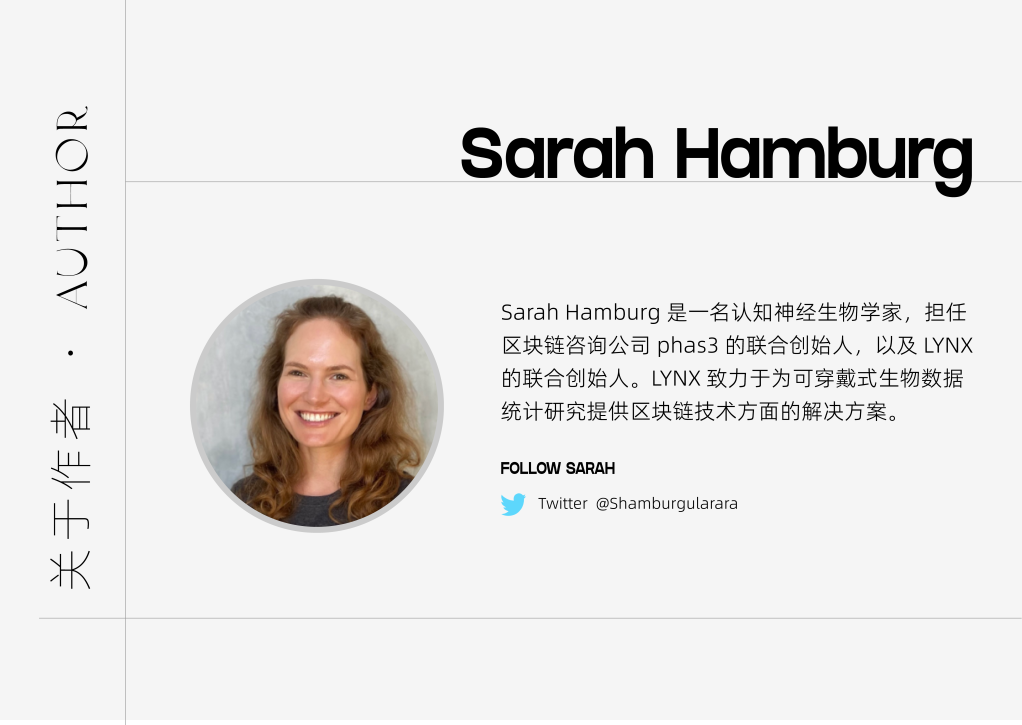 关于作者 · AUTHOR
Sarah Hamburg
Sarah Hamburg 是一名认知神经生物学家，担任
区块链咨询公司 phas3 的联合创始人，以及 LYNX
的联合创始人。LYNX 致力于为可穿戴式生物数据
统计研究提供区块链技术方面的解决方案。
FOLLOW SARAH
Twitter @Shamburgularara